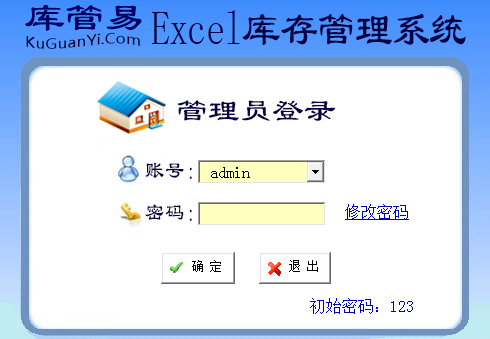 库管易 Excel库存管理系统
KuGuanYi.Com
管理员登录
账号: admin
密码: 修改密码
确定 退出
初始密码: 123